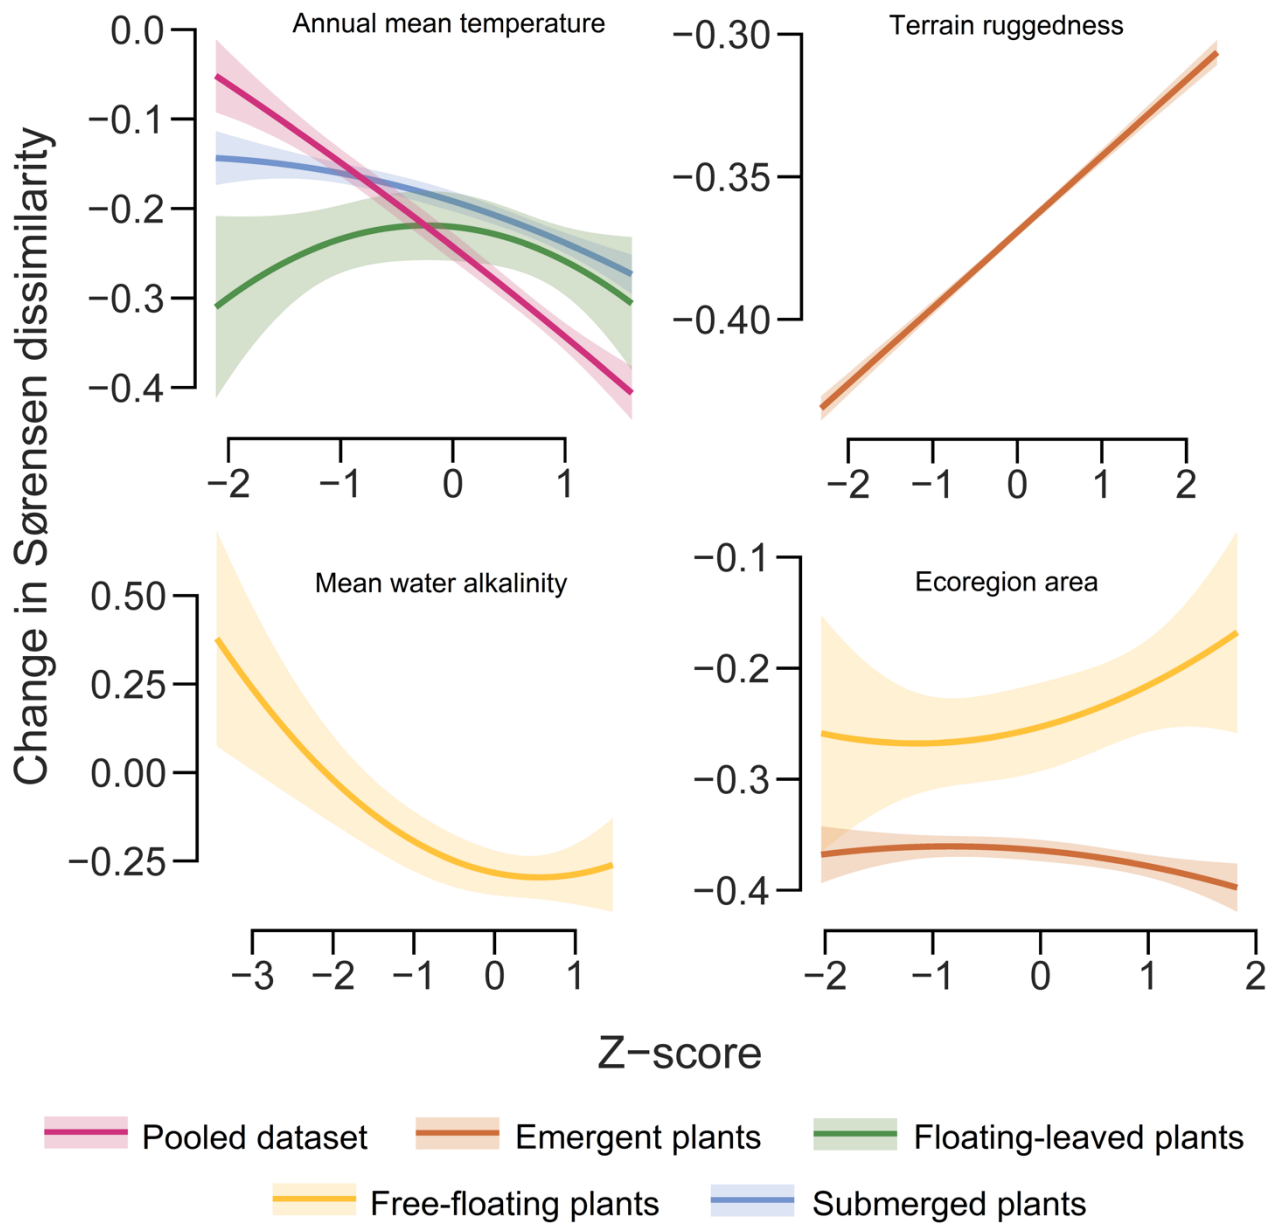 Change in Sørensen dissimilarity
Annual mean temperature
0.0
−0.1
−0.2
−0.3
−0.4
−2 −1 0 1
Terrain ruggedness
−0.30
−0.35
−0.40
−2 −1 0 1 2
Mean water alkalinity
0.50
0.25
0.00
−0.25
−3 −2 −1 0 1
Ecoregion area
−0.1
−0.2
−0.3
−0.4
−2 −1 0 1 2
Z−score
Pooled dataset Emergent plants Floating-leaved plants
Free-floating plants Submerged plants